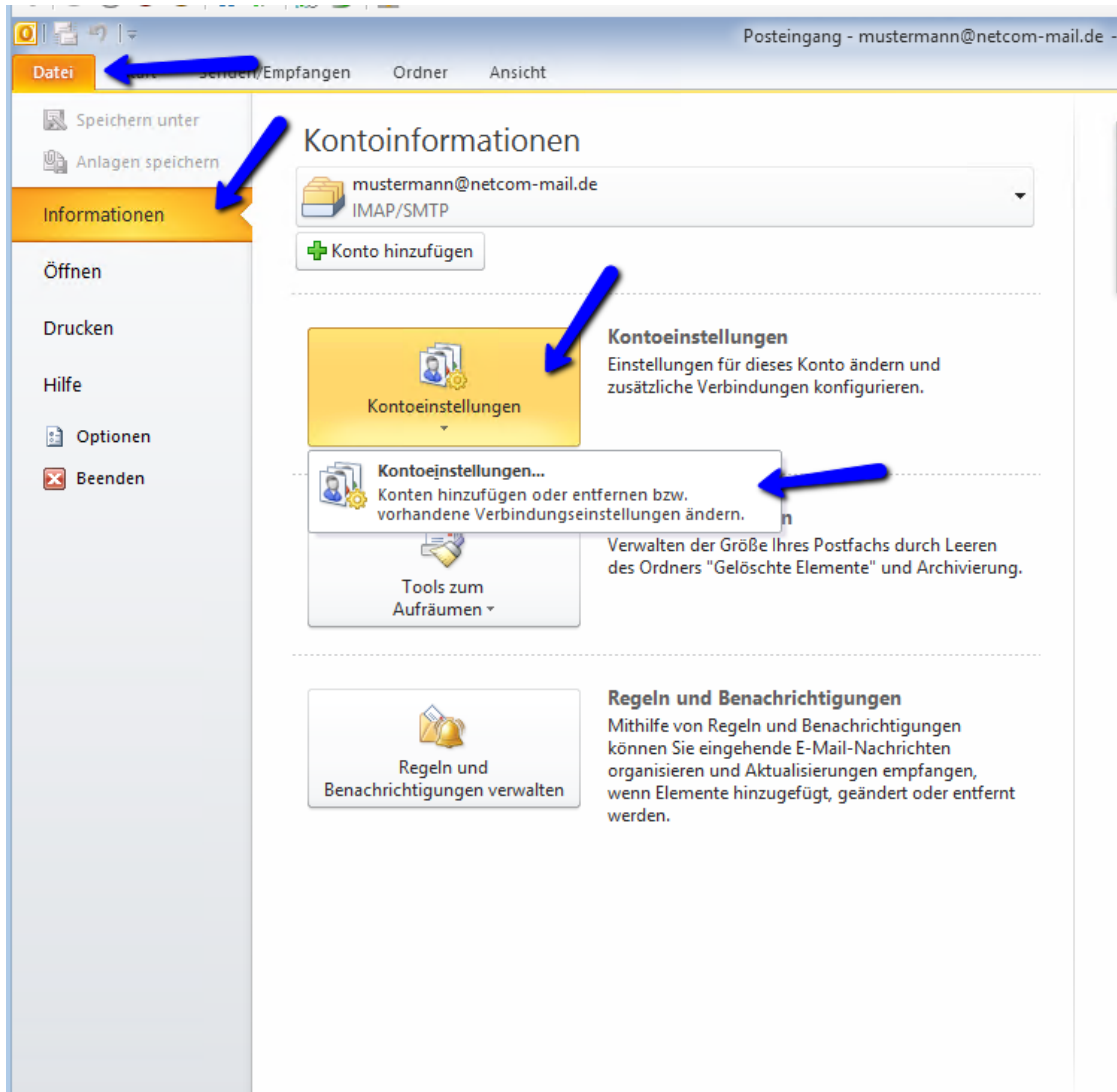 Posteingang - mustermann@netcom-mail.de -
Datei
Senden/Empfangen
Ordner
Ansicht
Speichern unter
Anlagen speichern
Informationen
Öffnen
Drucken
Hilfe
Optionen
Beenden
Kontoinformationen
mustermann@netcom-mail.de
IMAP/SMTP
Konto hinzufügen
Kontoeinstellungen
Kontoeinstellungen
Einstellungen für dieses Konto ändern und
zusätzliche Verbindungen konfigurieren.
Kontoeinstellungen...
Konten hinzufügen oder entfernen bzw.
vorhandene Verbindungseinstellungen ändern.
Tools zum
Aufräumen
Verwalten der Größe Ihres Postfachs durch Leeren
des Ordners "Gelöschte Elemente" und Archivierung.
Regeln und
Benachrichtigungen verwalten
Regeln und Benachrichtigungen
Mithilfe von Regeln und Benachrichtigungen
können Sie eingehende E-Mail-Nachrichten
organisieren und Aktualisierungen empfangen,
wenn Elemente hinzugefügt, geändert oder entfernt
werden.